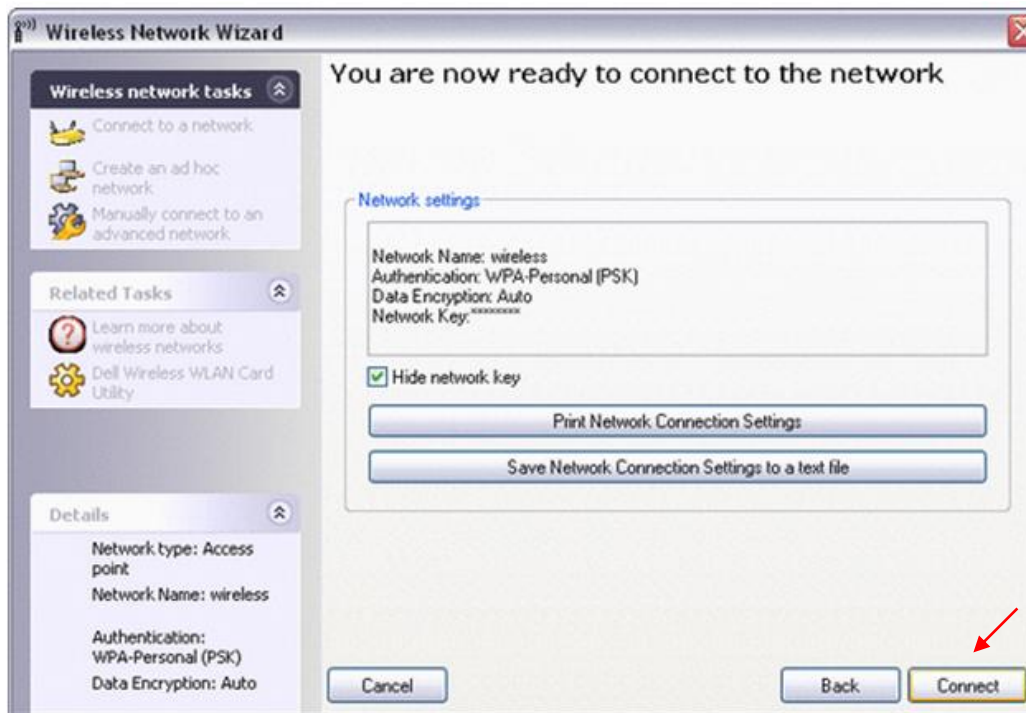 Wireless Network Wizard
You are now ready to connect to the network
Wireless network tasks
Connect to a network
Create an ad hoc
network
Manually connect to an
advanced network
Related Tasks
Learn more about
wireless networks
Dell Wireless WLAN Card
Utility
Details
Network type: Access
point
Network Name: wireless
Authentication:
WPA-Personal (PSK)
Data Encryption: Auto
Network settings
Network Name: wireless
Authentication: WPA-Personal (PSK)
Data Encryption: Auto
Network Key:********
Hide network key
Print Network Connection Settings
Save Network Connection Settings to a text file
Cancel
Back
Connect